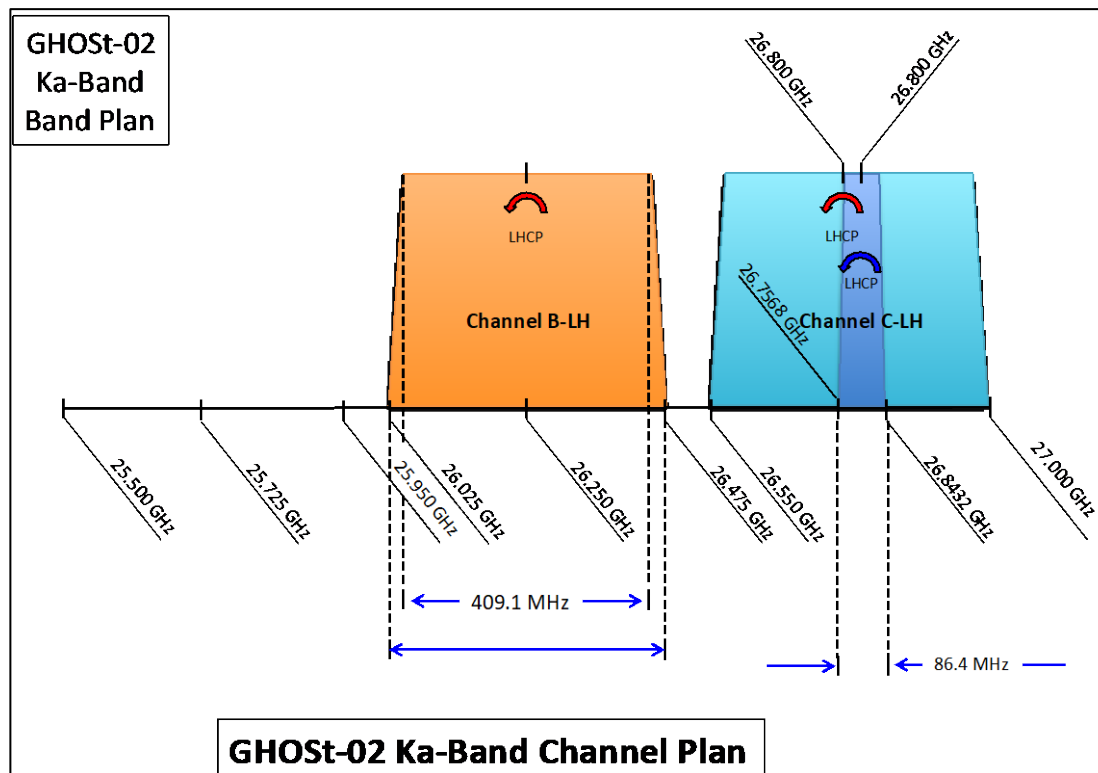 GHOSt-02
Ka-Band
Band Plan
26.800 GHz
26.800 GHz
LHCP
LHCP
LHCP
26.7568 GHz
Channel B-LH
Channel C-LH
25.500 GHz
25.725 GHz
25.950 GHz
26.025 GHz
26.250 GHz
26.475 GHz
26.550 GHz
26.8432 GHz
27.000 GHz
409.1 MHz
86.4 MHz
GHOSt-02 Ka-Band Channel Plan